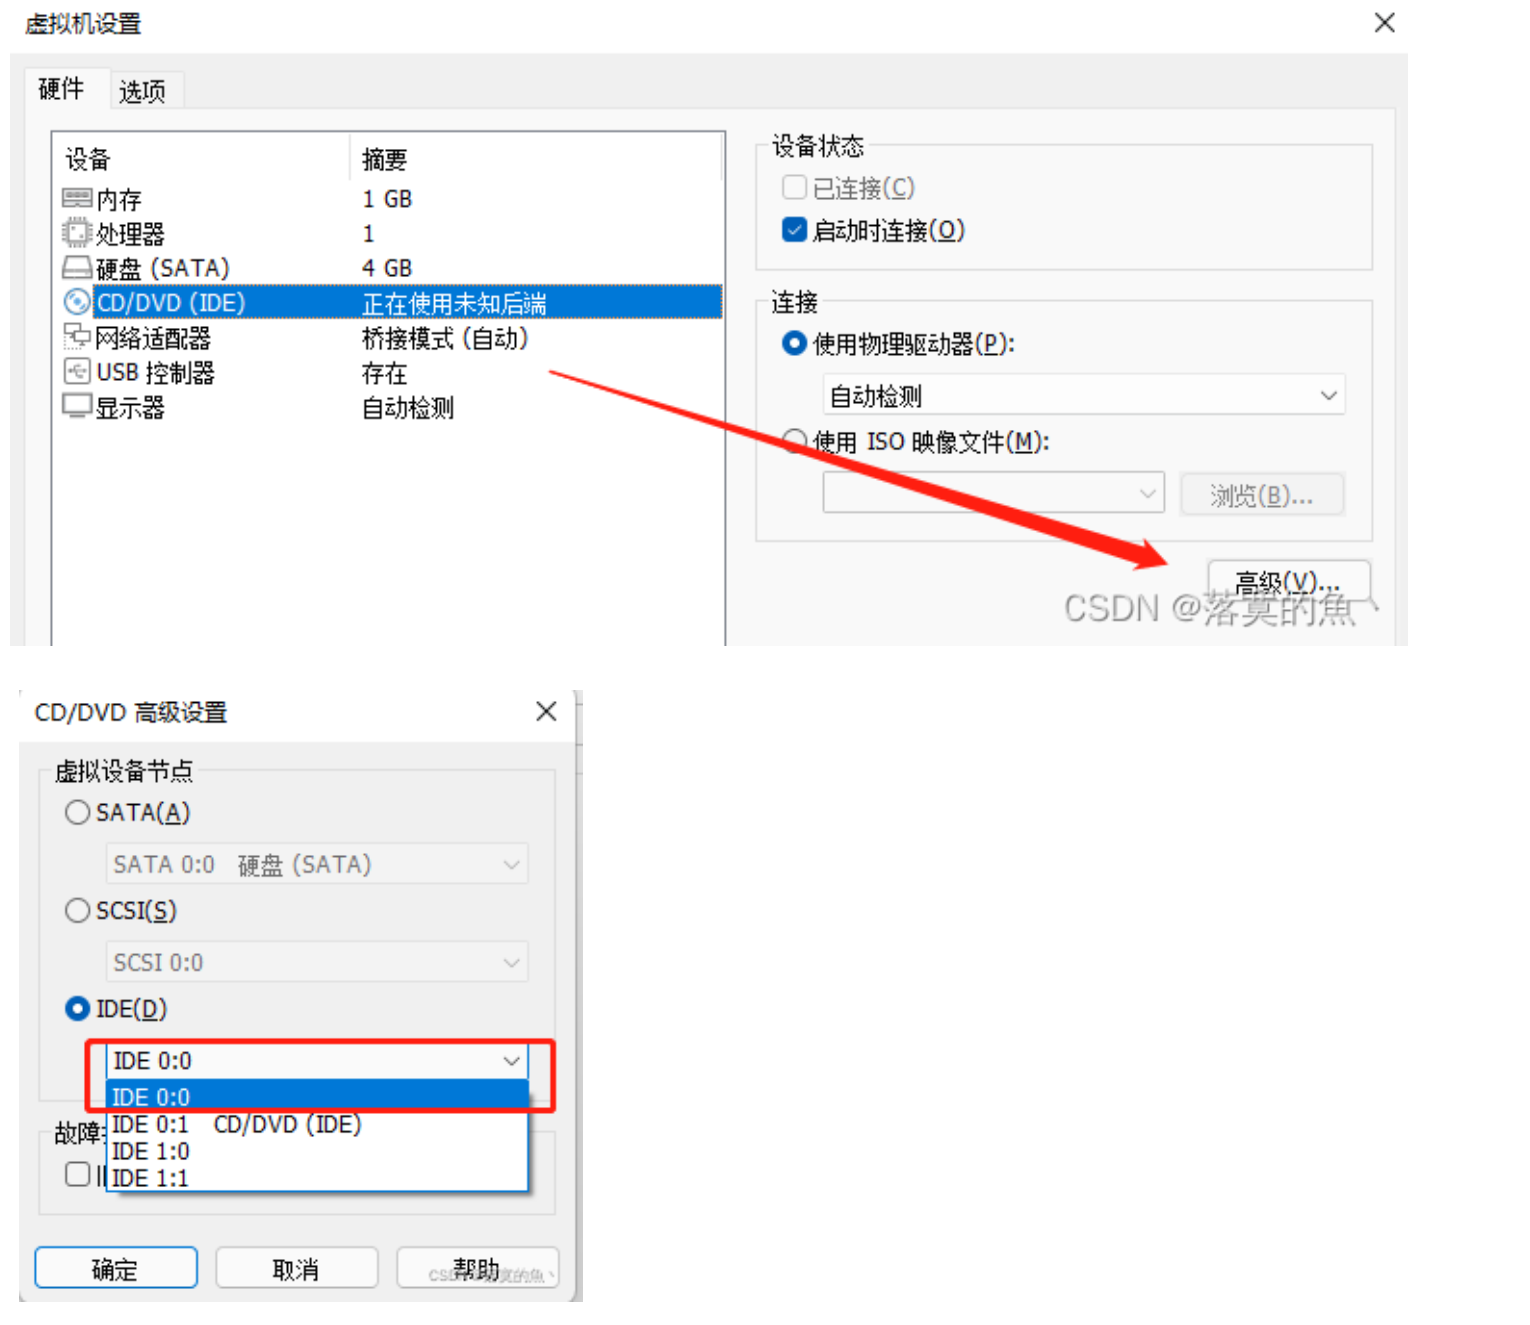 虚拟机设置
硬件 选项
设备 摘要
内存 1 GB
处理器 1
硬盘 (SATA) 4 GB
CD/DVD (IDE) 正在使用未知后端
网络适配器 桥接模式 (自动)
USB 控制器 存在
显示器 自动检测
设备状态
已连接(C)
启动时连接(O)
连接
使用物理驱动器(P):
自动检测
使用 ISO 映像文件(M):
浏览(B)...
高级(V)...
CSDN @落寞的魚丶
CD/DVD 高级设置
虚拟设备节点
SATA(A)
SATA 0:0 硬盘 (SATA)
SCSI(S)
SCSI 0:0
IDE(D)
IDE 0:0
IDE 0:0
IDE 0:1 CD/DVD (IDE)
IDE 1:0
IDE 1:1
故障
确定 取消 帮助